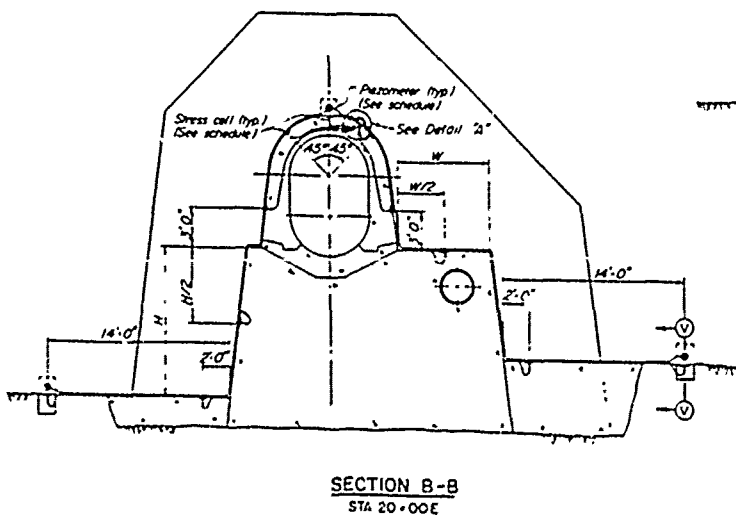 Piezometer (typ.)
(See schedule)
Stress cell (typ.)
(See schedule)
See Detail "A"
45° 45°
W
W/2
3'.0"
3'.0"
H/2
H
14'.0"
2'.0"
14'.0"
2'.0"
V
V
SECTION B-B
STA 20+00E